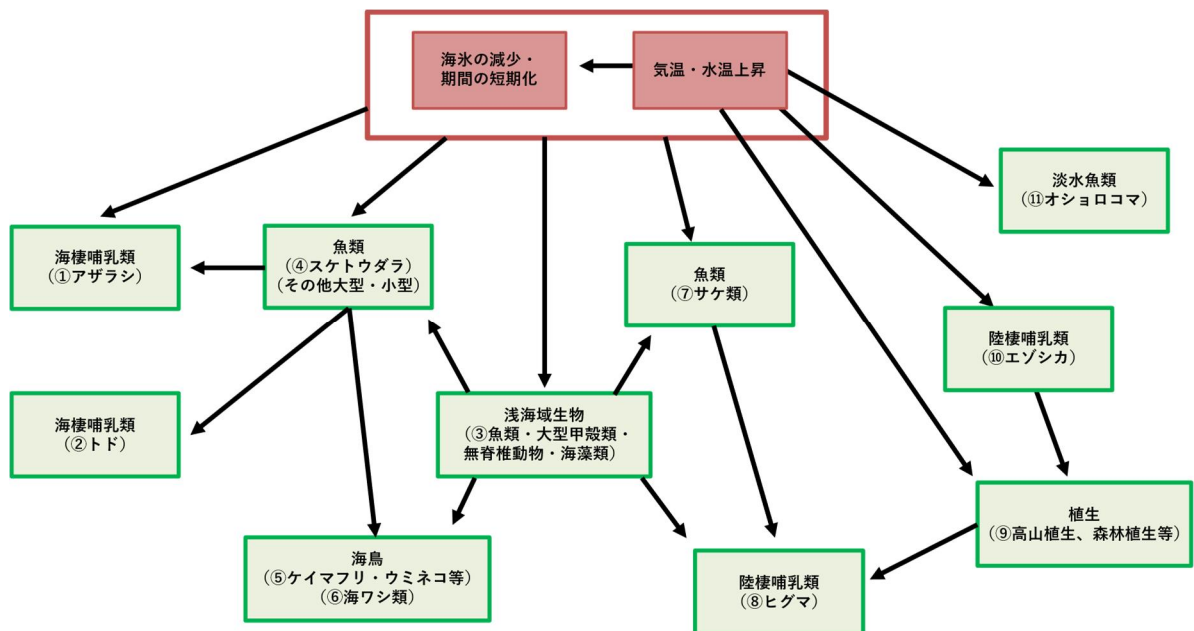 海氷の減少・
期間の短期化
気温・水温上昇
淡水魚類
（⑪オショロコマ）
海棲哺乳類
（①アザラシ）
魚類
（④スケトウダラ）
（その他大型・小型）
魚類
（⑦サケ類）
陸棲哺乳類
（⑩エゾシカ）
海棲哺乳類
（②トド）
浅海域生物
（③魚類・大型甲殻類・
無脊椎動物・海藻類）
植生
（⑨高山植生、森林植生等）
海鳥
（⑤ケイマフリ・ウミネコ等）
⑥海ワシ類）
陸棲哺乳類
（⑧ヒグマ）